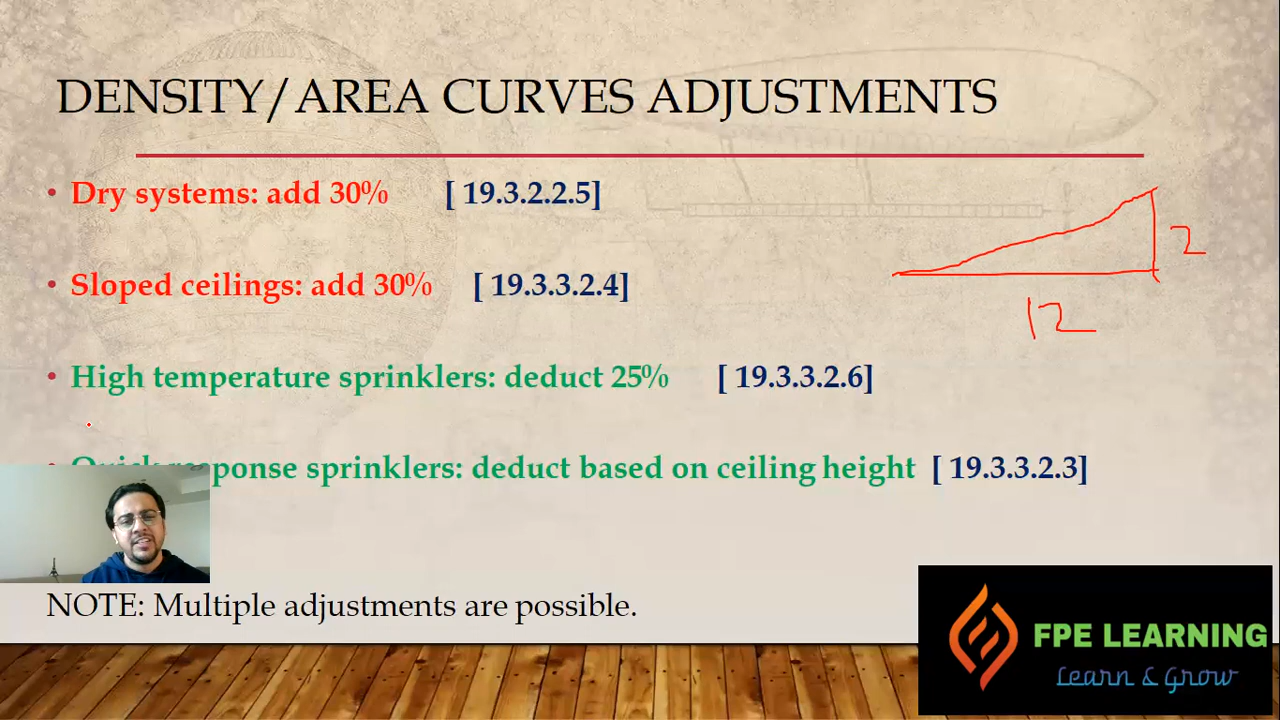 DENSITY/AREA CURVES ADJUSTMENTS
• Dry systems: add 30% [ 19.3.2.2.5]
• Sloped ceilings: add 30% [ 19.3.3.2.4]
2
12
• High temperature sprinklers: deduct 25% [ 19.3.3.2.6]
• Quick response sprinklers: deduct based on ceiling height [ 19.3.3.2.3]
NOTE: Multiple adjustments are possible.
FPE LEARNING
Learn & Grow